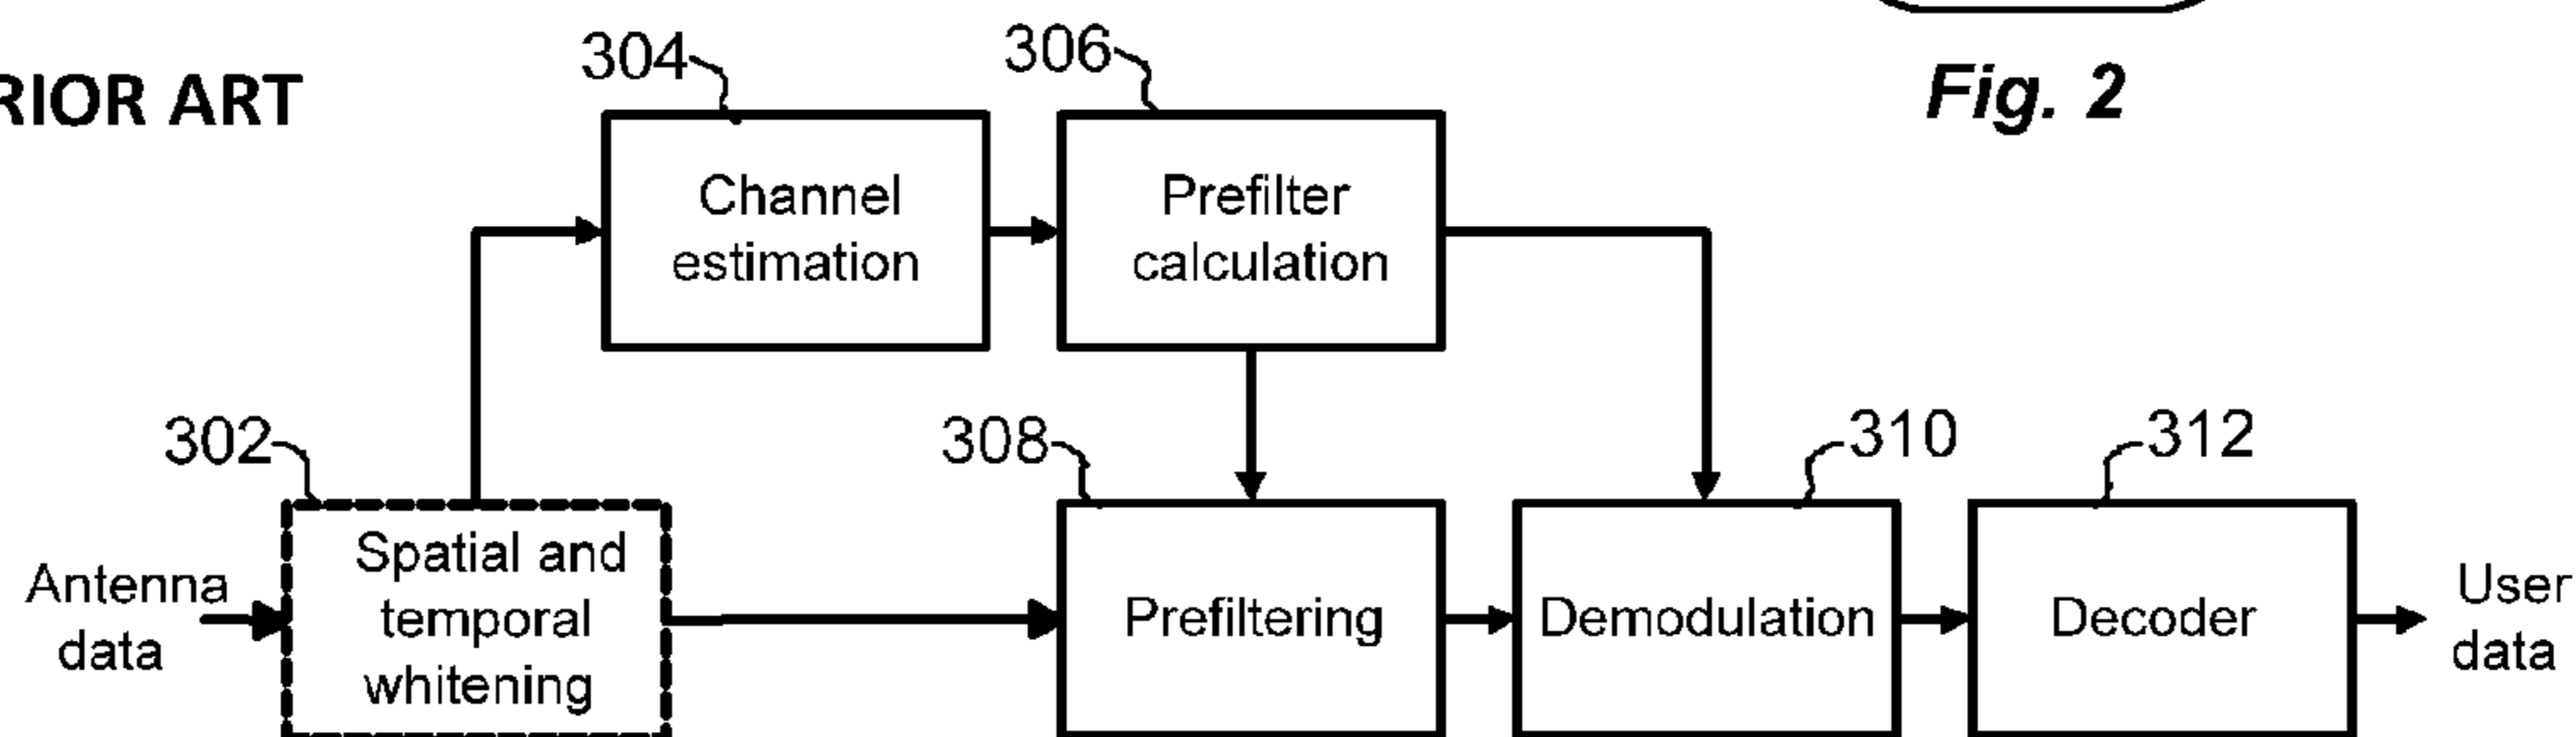 RIOR ART
304
306
Fig. 2
Channel
estimation
Prefilter
calculation
302
308
310
312
Antenna
data
Spatial and
temporal
whitening
Prefiltering
Demodulation
Decoder
User
data